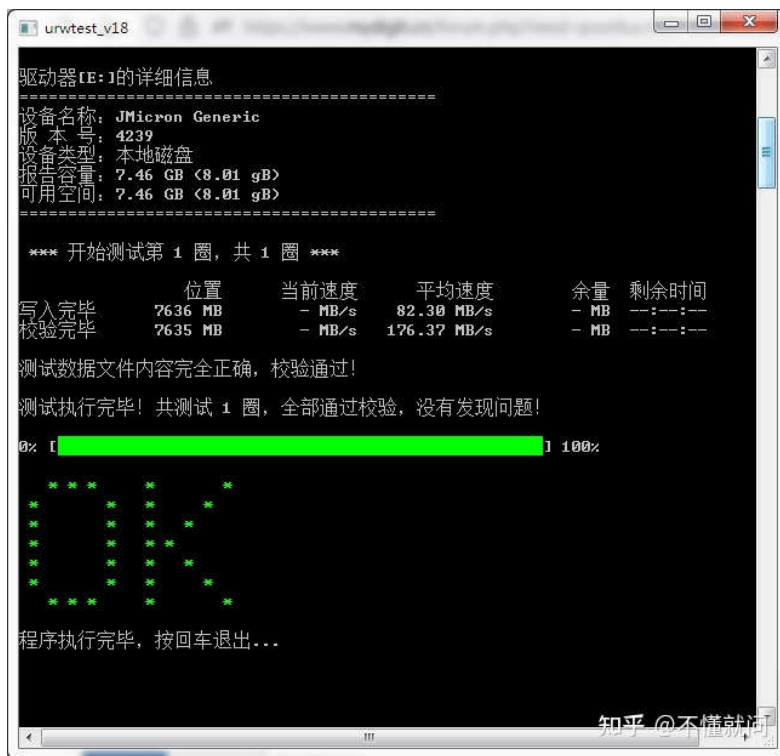 urwtest_v18
驱动器[E:]的详细信息
=============================================
设备名称: JMicron Generic
版 本 号: 4239
设备类型: 本地磁盘
报告容量: 7.46 GB (8.01 gB)
可用空间: 7.46 GB (8.01 gB)
=============================================
*** 开始测试第 1 圈, 共 1 圈 ***
位置 当前速度 平均速度 余量 剩余时间
写入完毕 7636 MB - MB/s 82.30 MB/s - MB --:--:--
校验完毕 7635 MB - MB/s 176.37 MB/s - MB --:--:--
测试数据文件内容完全正确, 校验通过!
测试执行完毕! 共测试 1 圈, 全部通过校验, 没有发现问题!
0% [ ] 100%
OK
程序执行完毕, 按回车退出...
知乎 @不懂就问